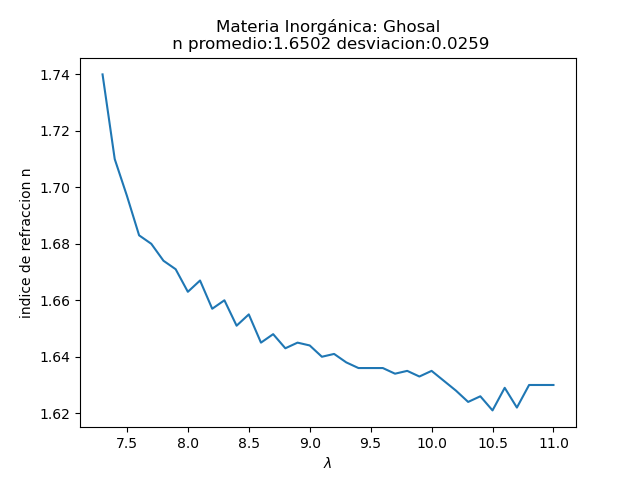 Materia Inorgánica: Ghosal
n promedio:1.6502 desviacion:0.0259
1.74
1.72
1.70
1.68
1.66
1.64
1.62
indice de refraccion n
7.5 8.0 8.5 9.0 9.5 10.0 10.5 11.0
λ